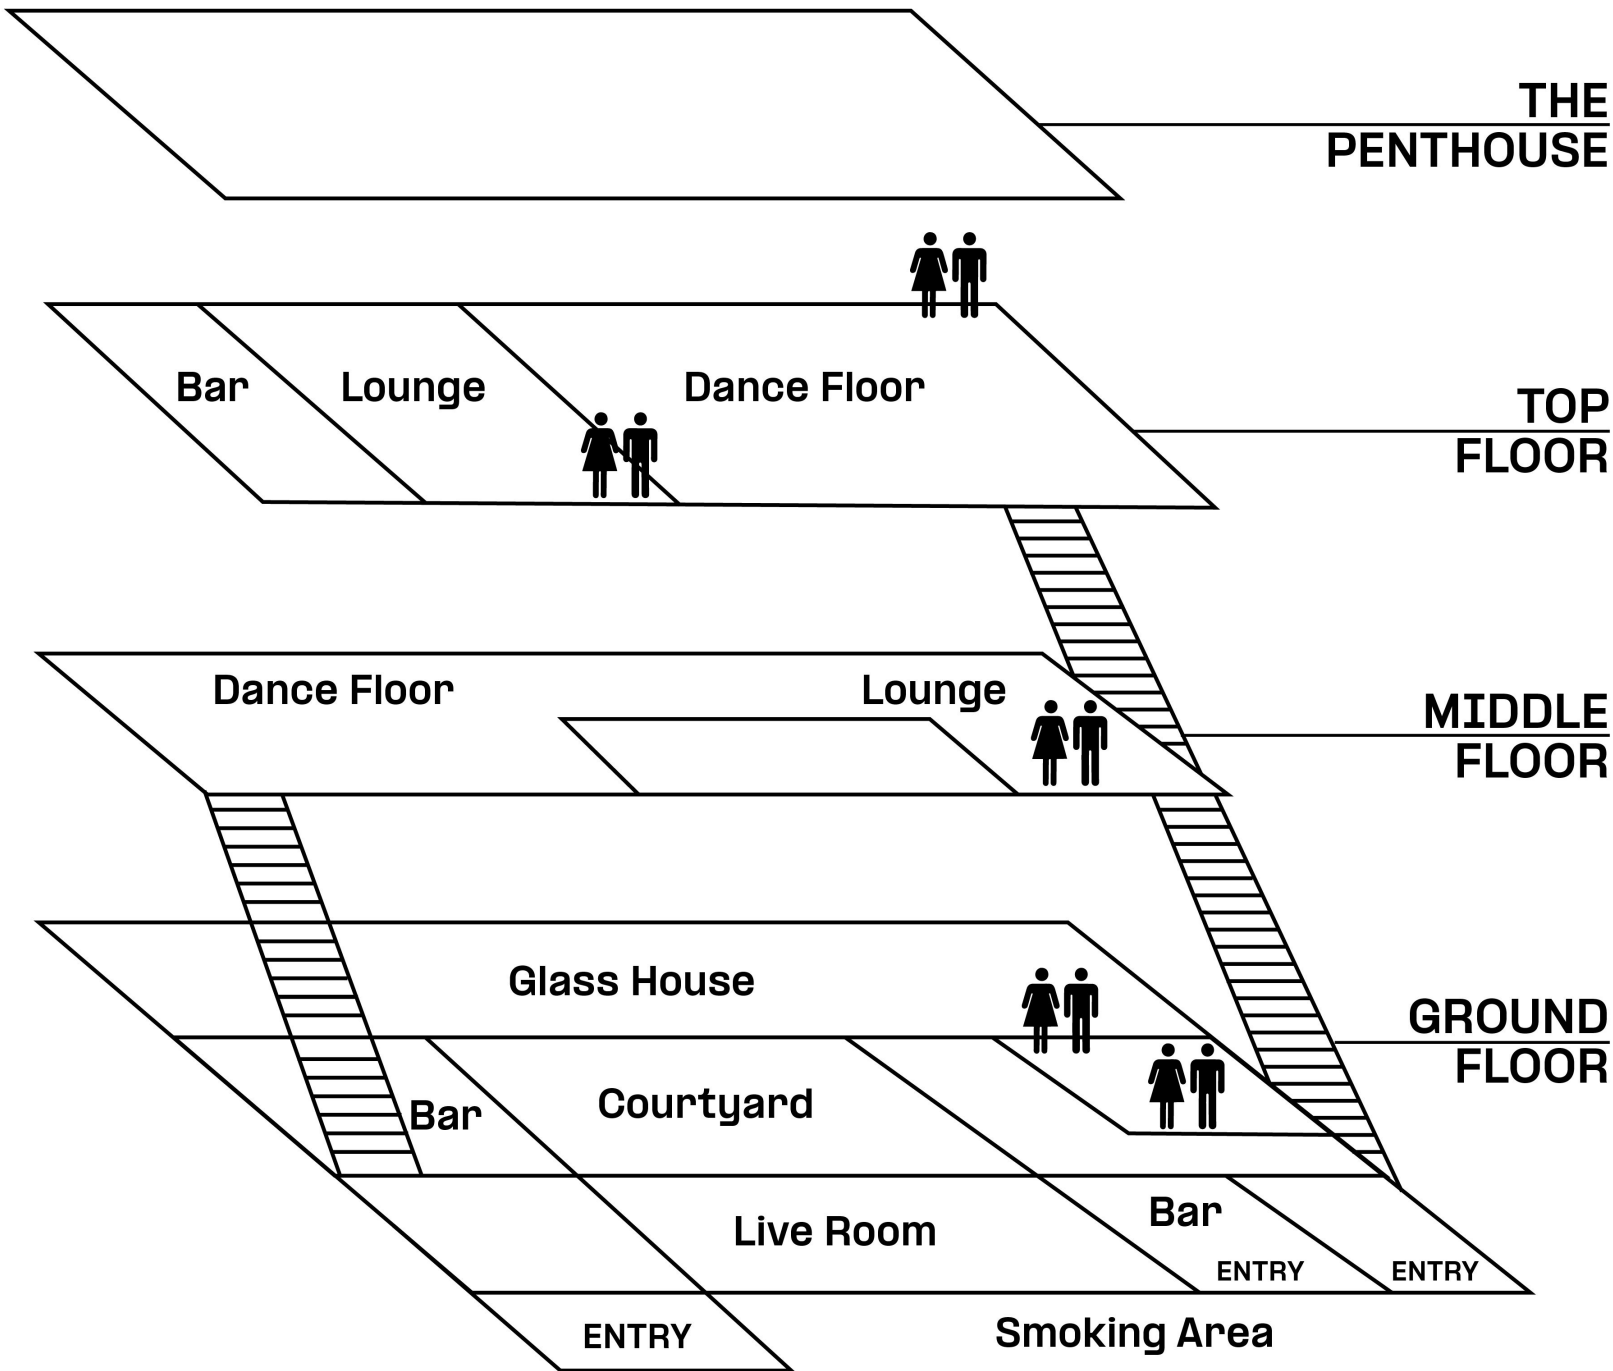 THE
PENTHOUSE
Bar
Lounge
Dance Floor
TOP
FLOOR
Dance Floor
Lounge
MIDDLE
FLOOR
Glass House
GROUND
FLOOR
Bar
Courtyard
Live Room
Bar
ENTRY
ENTRY
ENTRY
Smoking Area